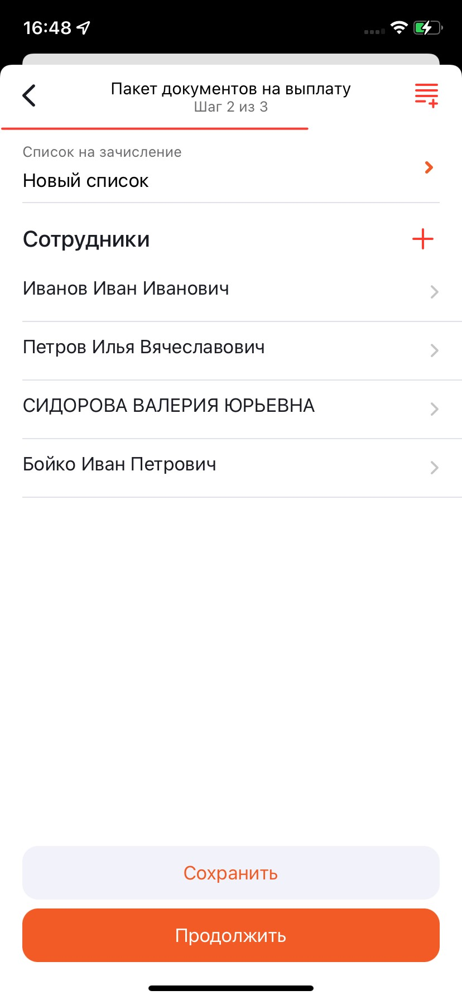 16:48
Пакет документов на выплату
Шаг 2 из 3
Список на зачисление
Новый список
Сотрудники
Иванов Иван Иванович
Петров Илья Вячеславович
СИДОРОВА ВАЛЕРИЯ ЮРЬЕВНА
Бойко Иван Петрович
Сохранить
Продолжить